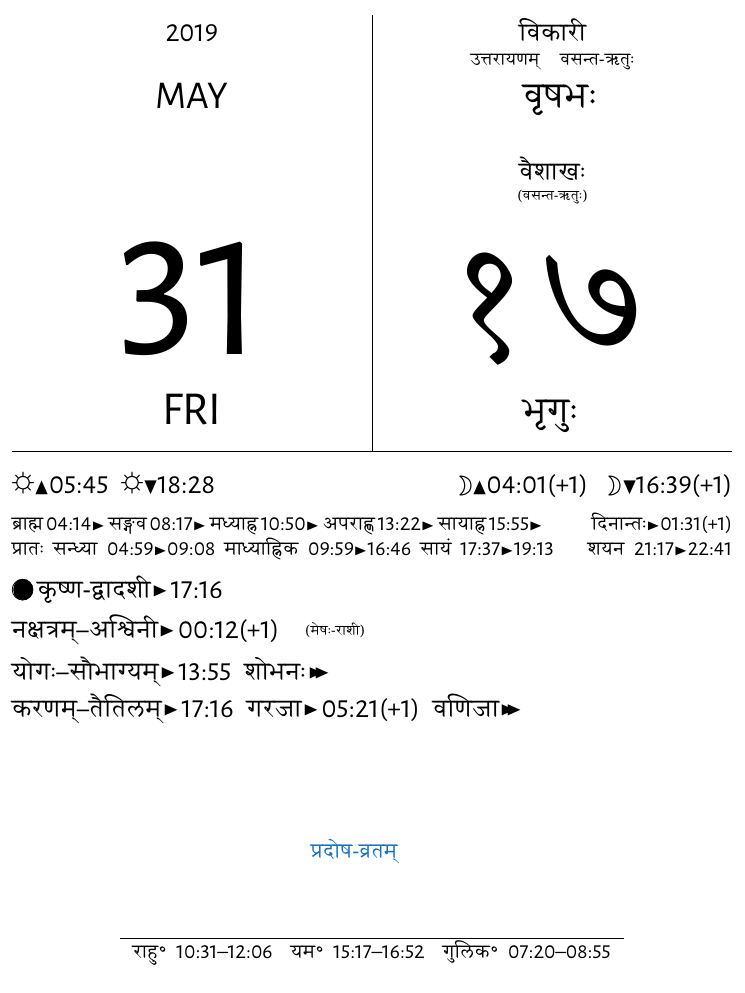 2019
MAY
31
FRI
विकारी
उत्तरायणम् वसन्त-ऋतुः
वृषभः
वैशाखः
(वसन्त-ऋतुः)
१७
भृगुः
☼▲05:45 ☼▼18:28 ☽▲04:01(+1) ☽▼16:39(+1)
ब्राह्म 04:14► सङ्गव 08:17► मध्याह्न 10:50► अपराह्ण 13:22► सायाह्न 15:55► दिनान्तः►01:31(+1)
प्रातः सन्ध्या 04:59►09:08 माध्याह्निक 09:59►16:46 सायं 17:37►19:13 शयन 21:17►22:41
कृष्ण-द्वादशी►17:16
नक्षत्रम्–अश्विनी►00:12(+1) (मेषः-राशी)
योगः–सौभाग्यम्►13:55 शोभनः►►
करणम्–तैतिलम्►17:16 गरजा►05:21(+1) वणिजा►►
प्रदोष-व्रतम्
राहु॰ 10:31–12:06 यम॰ 15:17–16:52 गुलिक॰ 07:20–08:55